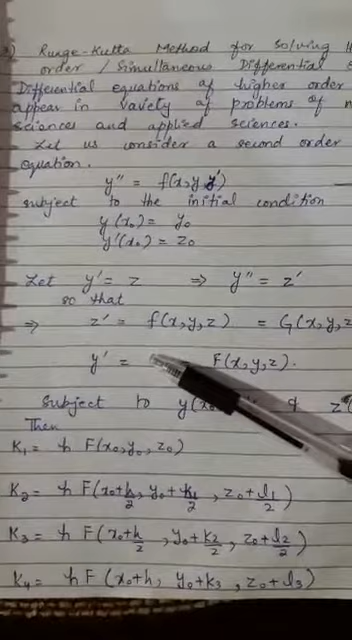 Runge-Kutta Method for Solving
order / Simultaneous Differential
Differential equations of higher order
appear in vaviety of problems of
sciences and applied sciences.
Let us consider a second order
equation.
y'' = f(x,y,y')
subject to the initial condition
y(x₀) = y₀
y'(x₀) = z₀
Let y' = z ⇒ y'' = z'
so that
⇒ z' = f(x,y,z) = G(x,y,z
y' = F(x,y,z).
Subject to y(x₀ & z
Then
K₁ = h F(x₀,y₀,z₀)
K₂ = h F(x₀+h/2, y₀+k₁/2, z₀+l₁/2)
K₃ = h F(x₀+h/2, y₀+k₂/2, z₀+l₂/2)
K₄ = h F(x₀+h, y₀+k₃, z₀+l₃)